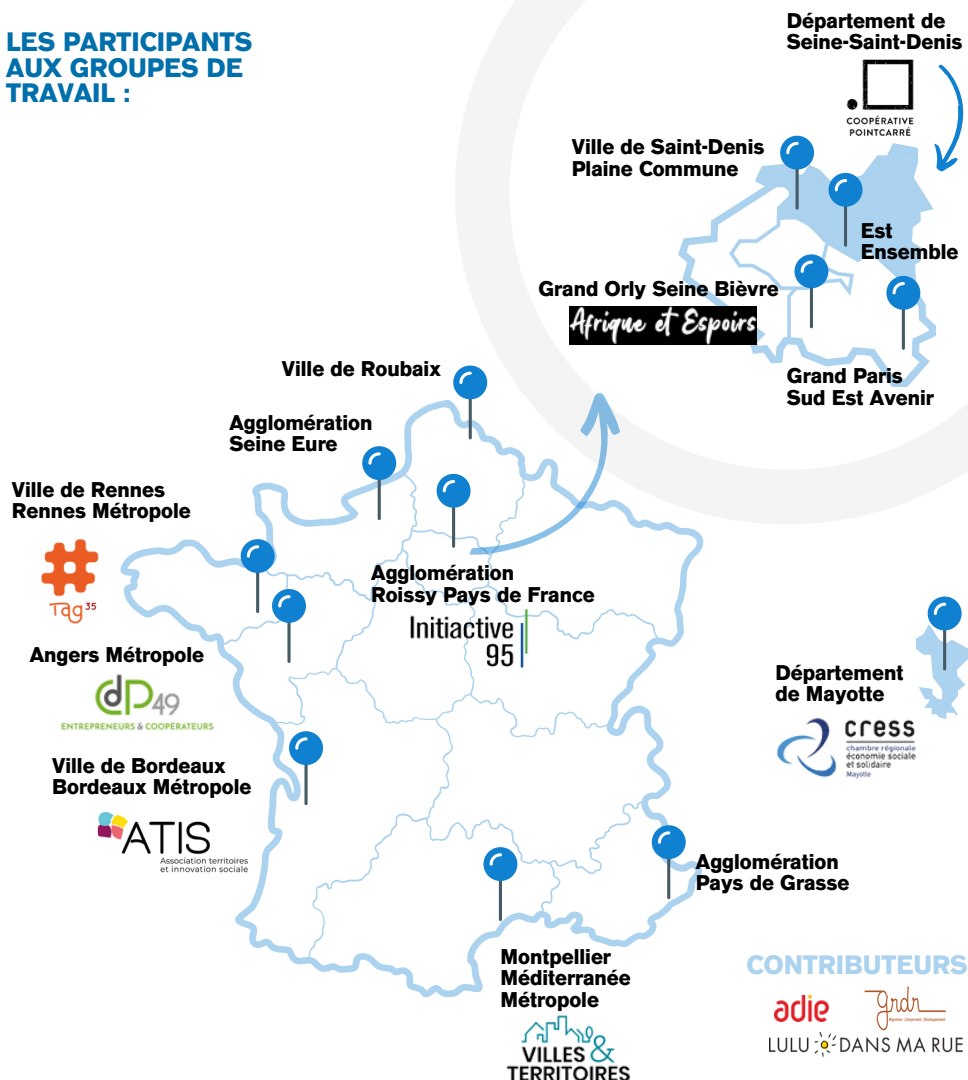 LES PARTICIPANTS
AUX GROUPES DE
TRAVAIL :
Département de
Seine-Saint-Denis
COOPÉRATIVE
POINTCARRÉ
Ville de Saint-Denis
Plaine Commune
Est
Ensemble
Grand Orly Seine Bièvre
Afrique et Espoirs
Grand Paris
Sud Est Avenir
Ville de Roubaix
Agglomération
Seine Eure
Ville de Rennes
Rennes Métropole
Tag35
Agglomération
Roissy Pays de France
Initiactive
95
Angers Métropole
CDP49
ENTREPRENEURS & COOPÉRATEURS
Département
de Mayotte
cress
chambre régionale
économie sociale
et solidaire
Mayotte
Ville de Bordeaux
Bordeaux Métropole
ATIS
Association territoires
et innovation sociale
Agglomération
Pays de Grasse
Montpellier
Méditerranée
Métropole
VILLES &
TERRITOIRES
CONTRIBUTEURS
adie
grdr
Migration Citoyenneté Développement
LULU DANS MA RUE